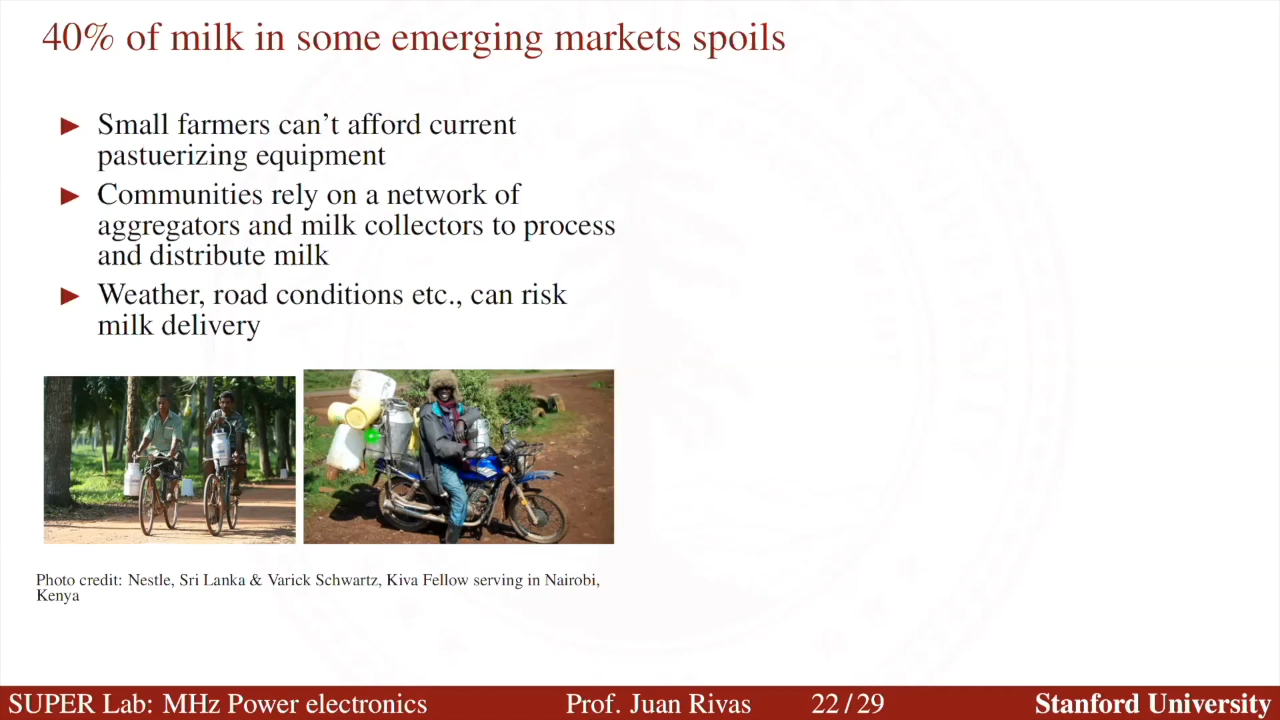 40% of milk in some emerging markets spoils
Small farmers can't afford current
pastuerizing equipment
Communities rely on a network of
aggregators and milk collectors to process
and distribute milk
Weather, road conditions etc., can risk
milk delivery
Photo credit: Nestle, Sri Lanka & Varick Schwartz, Kiva Fellow serving in Nairobi,
Kenya
SUPER Lab: MHz Power electronics Prof. Juan Rivas 22 / 29 Stanford University